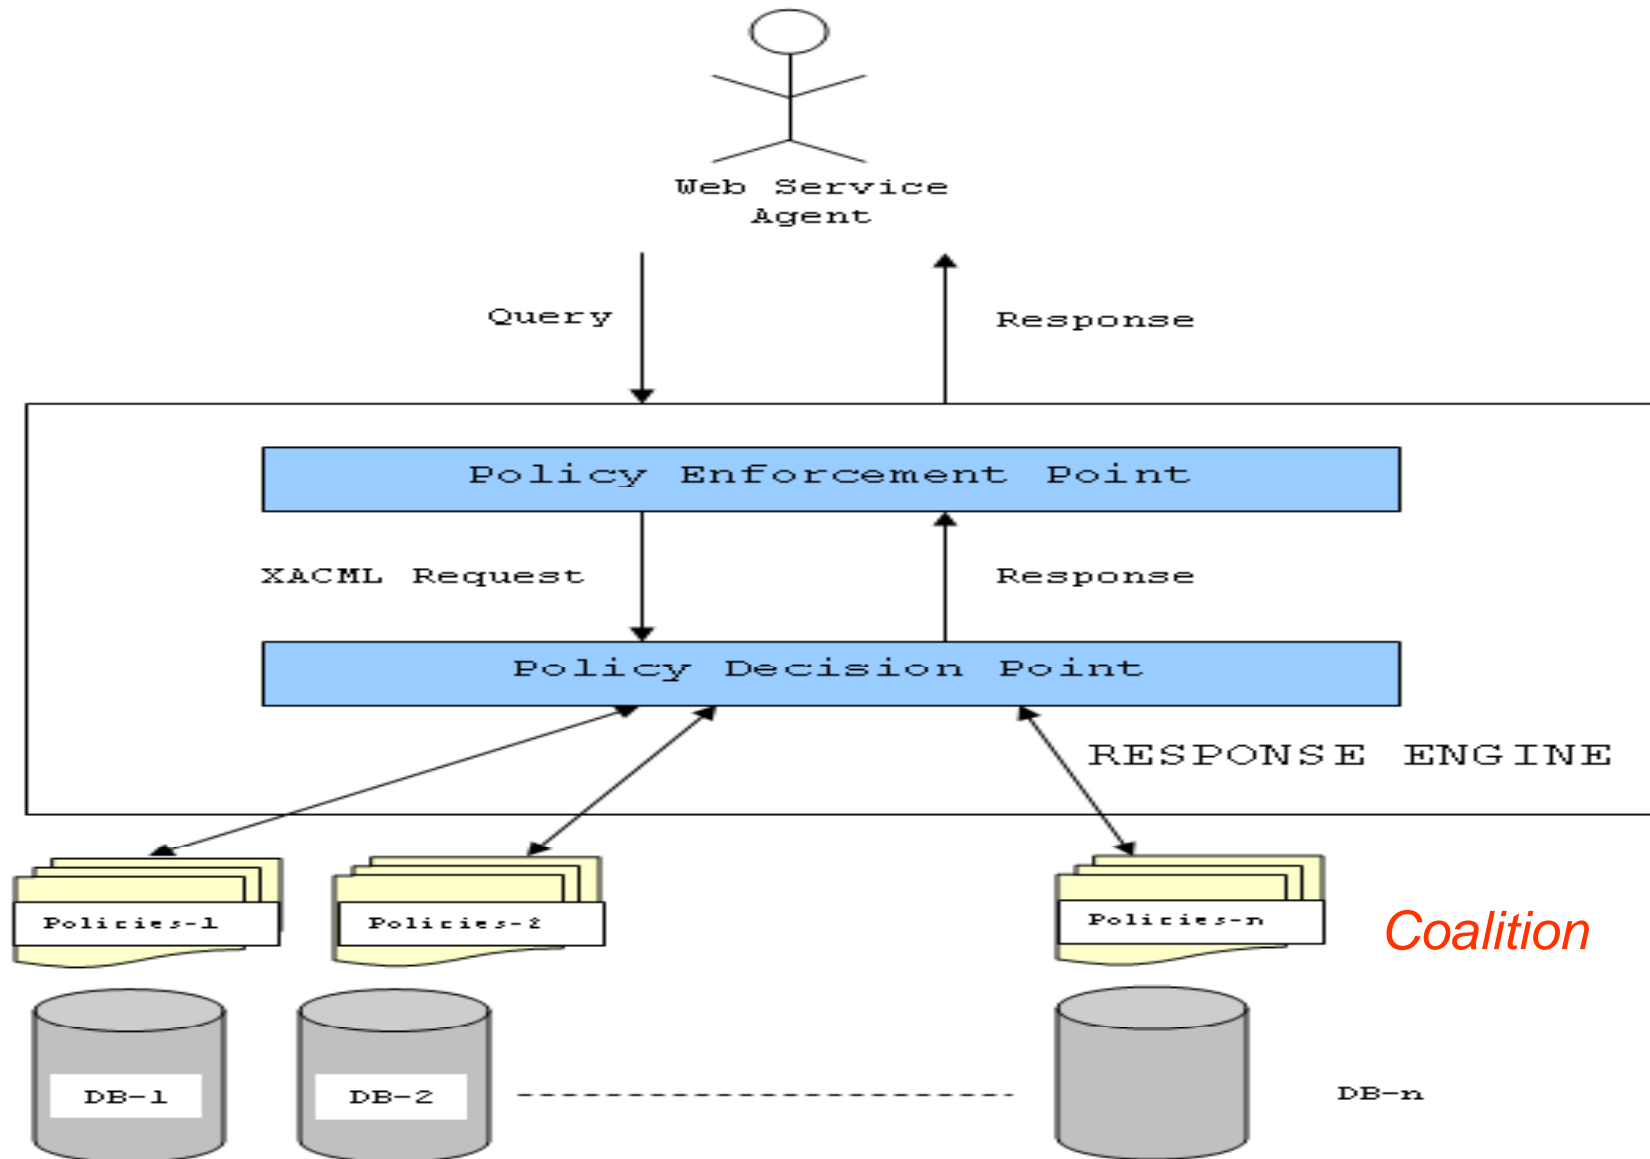 Web Service
Agent
Query
Response
Policy Enforcement Point
XACML Request
Response
Policy Decision Point
RESPONSE ENGINE
Policies-1
Policies-2
Policies-n
Coalition
DB-1
DB-2
DB-n